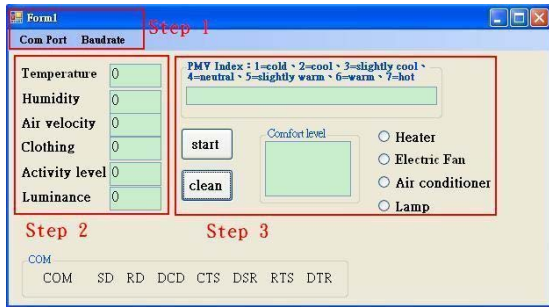 Form1
Step 1
Com Port Baudrate
Temperature 0
Humidity 0
Air velocity 0
Clothing 0
Activity level 0
Luminance 0
Step 2
PMV Index：1=cold、2=cool、3=slightly cool、
4=neutral、5=slightly warm、6=warm、7=hot
start
clean
Comfort level
Heater
Electric Fan
Air conditioner
Lamp
Step 3
COM
COM SD RD DCD CTS DSR RTS DTR